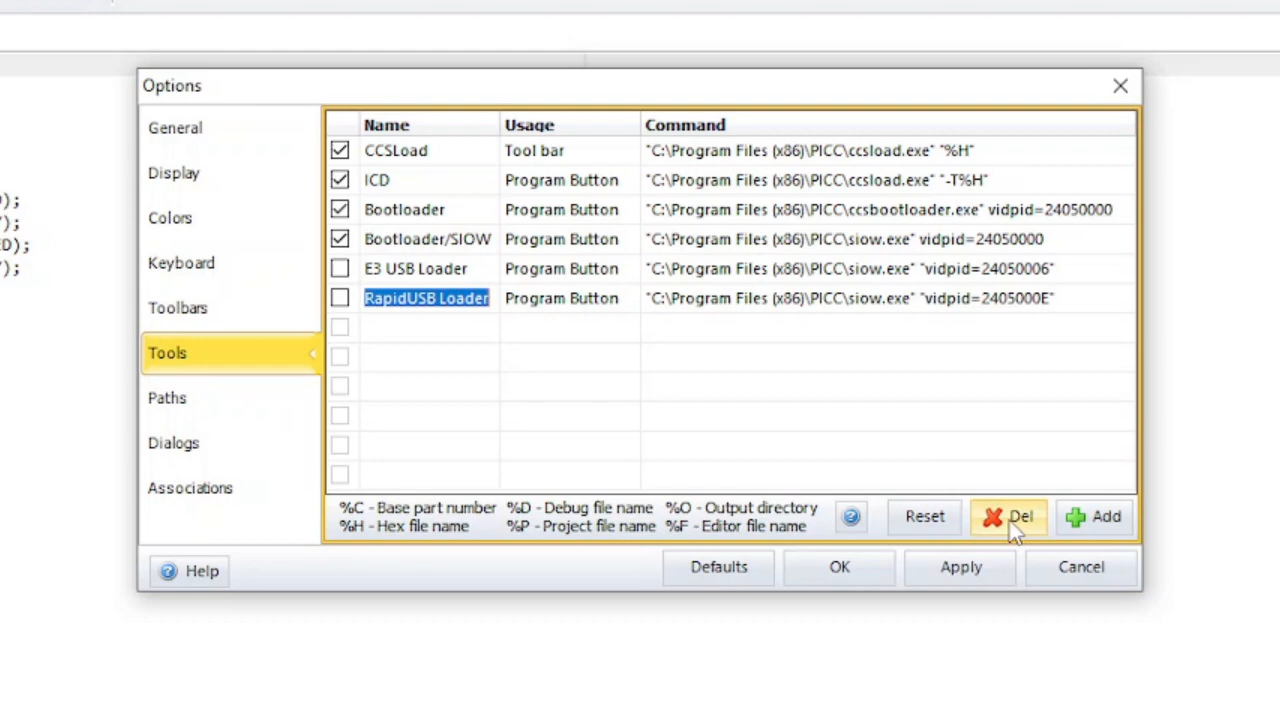 Options
General
Display
Colors
Keyboard
Toolbars
Tools
Paths
Dialogs
Associations
Name Usage Command
CCSLoad Tool bar "C:\Program Files (x86)\PICC\ccsload.exe" "%H"
ICD Program Button "C:\Program Files (x86)\PICC\ccsload.exe" "-T%H"
Bootloader Program Button "C:\Program Files (x86)\PICC\ccsbootloader.exe" vidpid=24050000
Bootloader/SIOW Program Button "C:\Program Files (x86)\PICC\siow.exe" vidpid=24050000
E3 USB Loader Program Button "C:\Program Files (x86)\PICC\siow.exe" "vidpid=24050006"
RapidUSB Loader Program Button "C:\Program Files (x86)\PICC\siow.exe" "vidpid=2405000E"
%C - Base part number %D - Debug file name %O - Output directory
%H - Hex file name %P - Project file name %F - Editor file name
Reset Del Add
Help Defaults OK Apply Cancel
);
);
D);
);